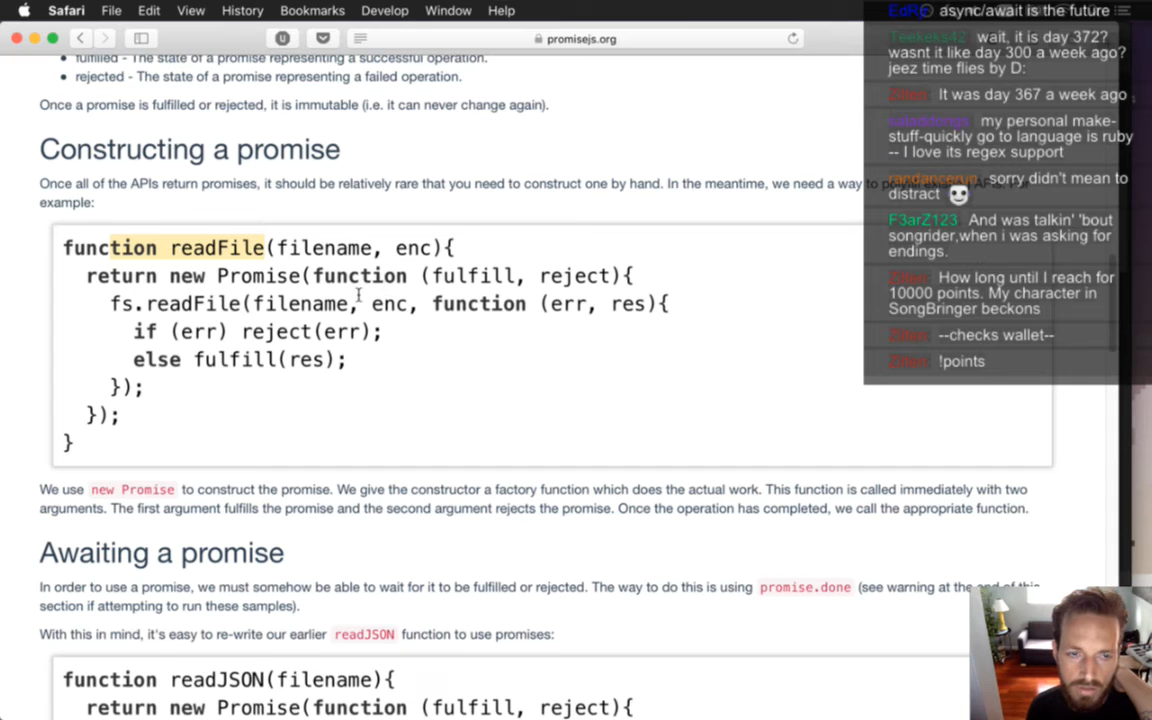 Safari File Edit View History Bookmarks Develop Window Help
promisejs.org
fulfilled - The state of a promise representing a successful operation.
rejected - The state of a promise representing a failed operation.
Once a promise is fulfilled or rejected, it is immutable (i.e. it can never change again).
Constructing a promise
Once all of the APIs return promises, it should be relatively rare that you need to construct one by hand. In the meantime, we need a way to
example:
function readFile(filename, enc){
return new Promise(function (fulfill, reject){
fs.readFile(filename, enc, function (err, res){
if (err) reject(err);
else fulfill(res);
});
});
}
We use new Promise to construct the promise. We give the constructor a factory function which does the actual work. This function is called immediately with two
arguments. The first argument fulfills the promise and the second argument rejects the promise. Once the operation has completed, we call the appropriate function.
Awaiting a promise
In order to use a promise, we must somehow be able to wait for it to be fulfilled or rejected. The way to do this is using promise.done (see warning at the end of this
section if attempting to run these samples).
With this in mind, it's easy to re-write our earlier readJSON function to use promises:
function readJSON(filename){
return new Promise(function (fulfill, reject){
async/await is the future
Teekeks42 wait, it is day 372?
wasnt it like day 300 a week ago?
jeez time flies by D:
It was day 367 a week ago
my personal make-
stuff-quickly go to language is ruby
-- I love its regex support
sorry didn't mean to
distract
F3arZ123 And was talkin' 'bout
songrider,when i was asking for
endings.
How long until I reach for
10000 points. My character in
SongBringer beckons
--checks wallet--
!points